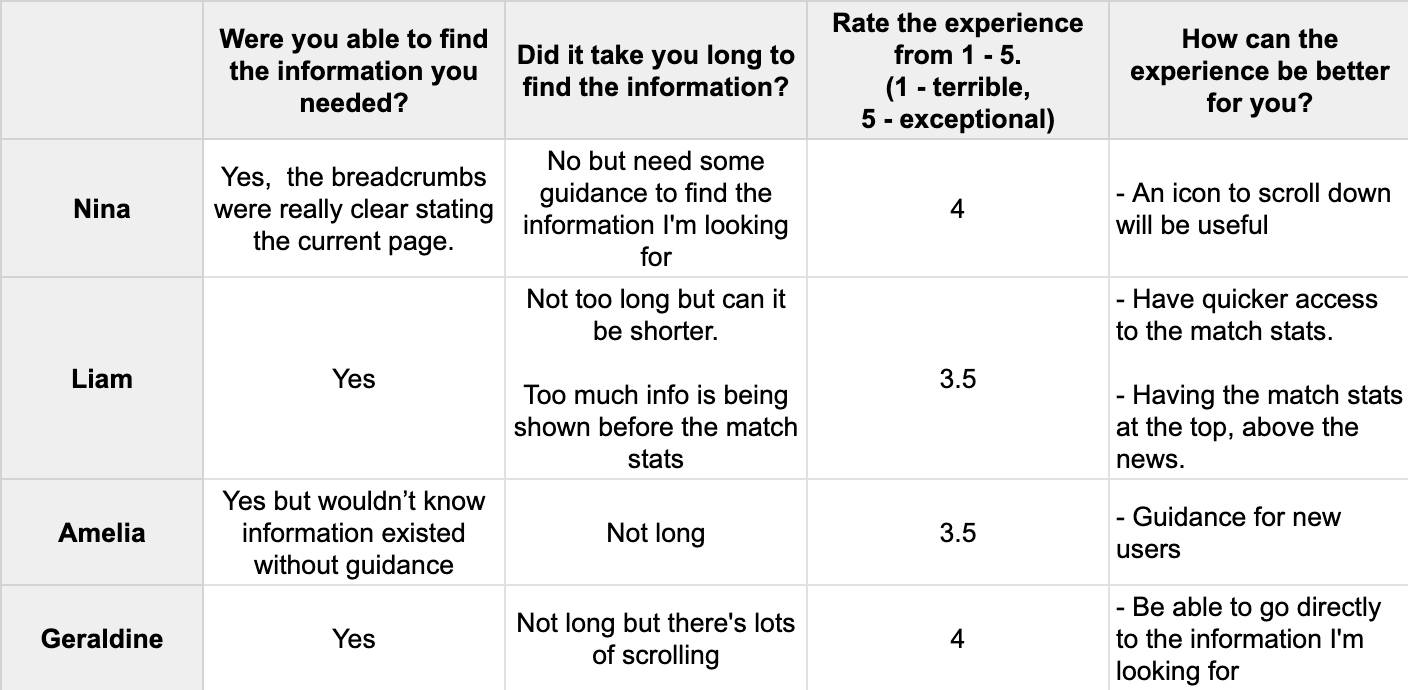 Were you able to find
the information you
needed?
Did it take you long to
find the information?
Rate the experience
from 1 - 5.
(1 - terrible,
5 - exceptional)
How can the
experience be better
for you?
Nina
Yes,  the breadcrumbs
were really clear stating
the current page.
No but need some
guidance to find the
information I'm looking
for
4
- An icon to scroll down
will be useful
Liam
Yes
Not too long but can it
be shorter.
Too much info is being
shown before the match
stats
3.5
- Have quicker access
to the match stats.
- Having the match stats
at the top, above the
news.
Amelia
Yes but wouldn’t know
information existed
without guidance
Not long
3.5
- Guidance for new
users
Geraldine
Yes
Not long but there's lots
of scrolling
4
- Be able to go directly
to the information I'm
looking for